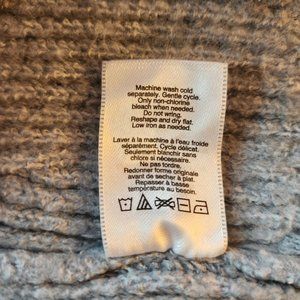 Machine wash cold
separately. Gentle cycle.
Only non-chlorine
bleach when needed.
Do not wring.
Reshape and dry flat.
Low iron as needed.
Laver à la machine à l'eau froide
séparément. Cycle délicat.
Seulement blanchir sans
chlore si nécessaire.
Ne pas tordre.
Redonner forme originale
avant de sécher à plat.
Repasser à basse
température au besoin.